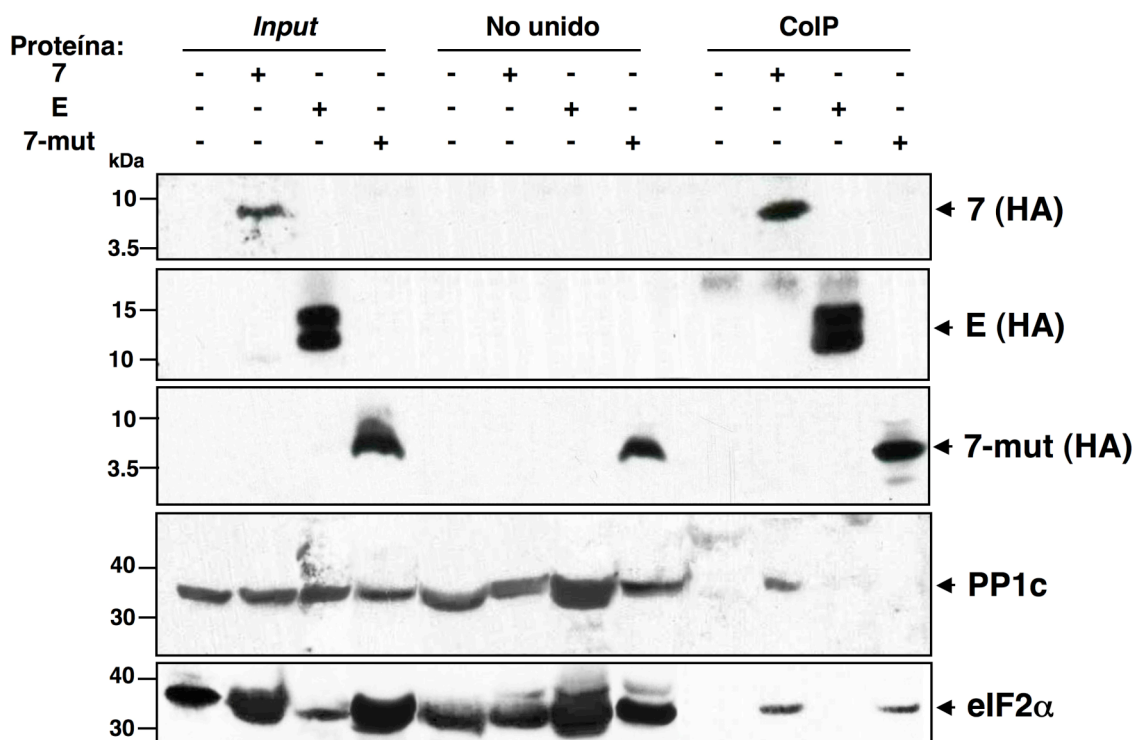 Input No unido CoIP
Proteína:
7 - + - - - + - - - + - -
E - - + - - - + - - - + -
7-mut - - - + - - - + - - - +
kDa
10
7 (HA)
3.5
15
E (HA)
10
10
7-mut (HA)
3.5
40
PP1c
30
40
eIF2α
30